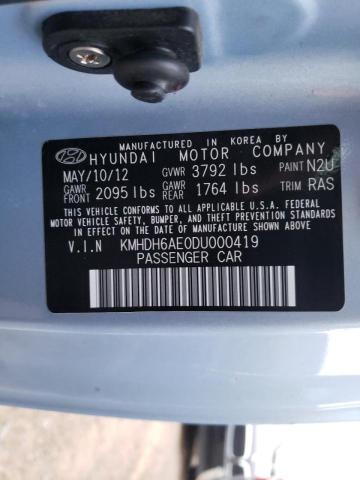 MANUFACTURED IN KOREA BY
HYUNDAI MOTOR COMPANY
MAY/10/12 GVWR 3792 lbs PAINT N2U
GAWR FRONT 2095 lbs GAWR REAR 1764 lbs TRIM RAS
THIS VEHICLE CONFORMS TO ALL APPLICABLE U.S.A. FEDERAL
MOTOR VEHICLE SAFETY, BUMPER, AND THEFT PREVENTION
STANDARDS IN EFFECT ON THE DATE OF MANUFACTURE SHOWN ABOVE.
V.I.N KMHDH6AE0DU000419
PASSENGER CAR